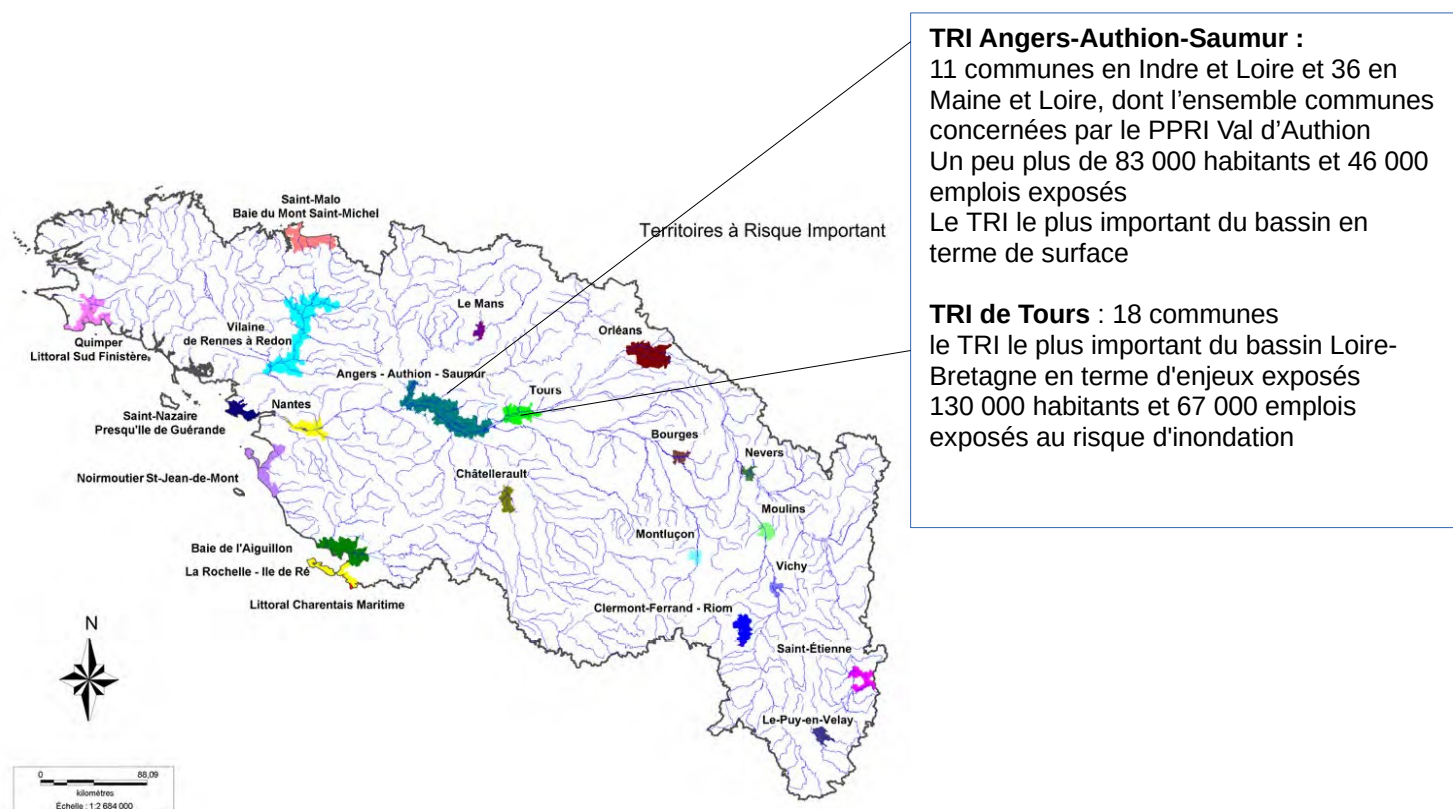 TRI Angers-Authion-Saumur :
11 communes en Indre et Loire et 36 en
Maine et Loire, dont l’ensemble communes
concernées par le PPRI Val d’Authion
Un peu plus de 83 000 habitants et 46 000
emplois exposés
Le TRI le plus important du bassin en
terme de surface
TRI de Tours : 18 communes
le TRI le plus important du bassin Loire-
Bretagne en terme d'enjeux exposés
130 000 habitants et 67 000 emplois
exposés au risque d'inondation
Territoires à Risque Important
Saint-Malo
Baie du Mont Saint-Michel
Le Mans
Orléans
Vilaine
de Rennes à Redon
Quimper
Littoral Sud Finistère
Angers - Authion - Saumur
Tours
Saint-Nazaire
Presqu'Ile de Guérande
Nantes
Bourges
Nevers
Noirmoutier St-Jean-de-Mont
Châtellerault
Moulins
Montluçon
Baie de l'Aiguillon
La Rochelle - Ile de Ré
Littoral Charentais Maritime
Vichy
Clermont-Ferrand - Riom
Saint-Étienne
Le-Puy-en-Velay
N
0 88,09
kilomètres
Échelle : 1:2 684 000